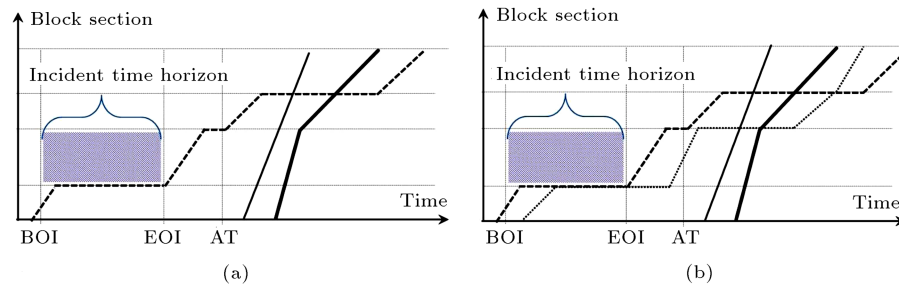 Block section
Incident time horizon
Time
BOI
EOI
AT
(a)
Block section
Incident time horizon
Time
BOI
EOI
AT
(b)